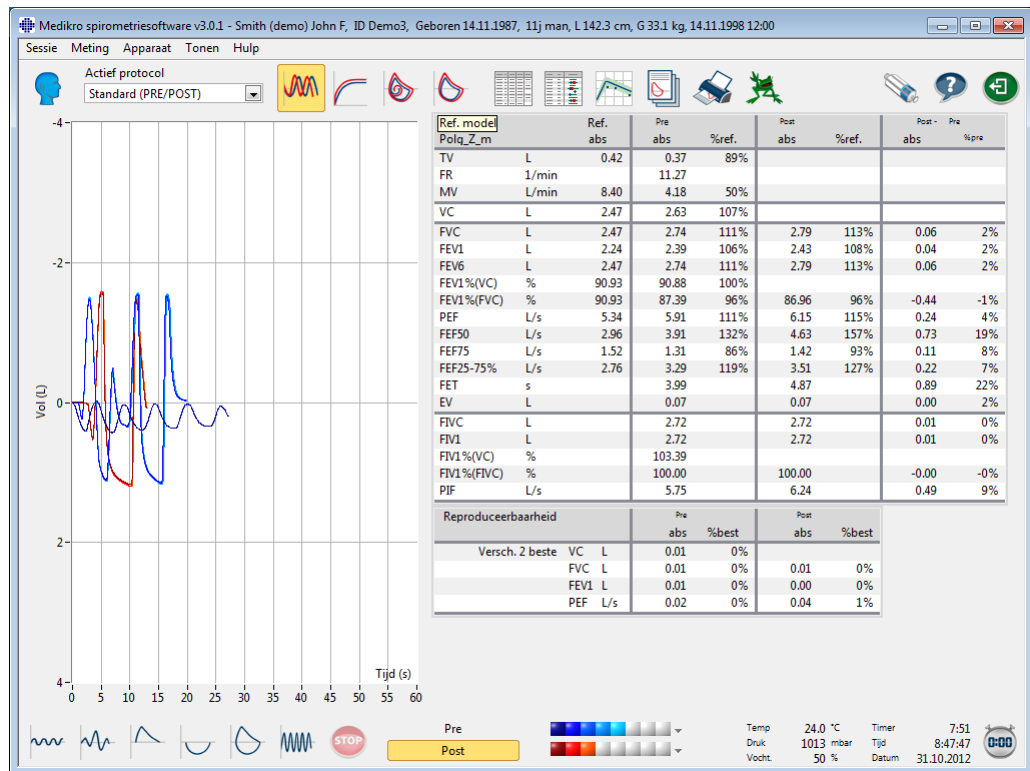 Medikro spirometriesoftware v3.0.1 - Smith (demo) John F, ID Demo3, Geboren 14.11.1987, 11j man, L 142.3 cm, G 33.1 kg, 14.11.1998 12:00
Sessie Meting Apparaat Tonen Hulp
Actief protocol
Standard (PRE/POST)
Ref. model Ref. Pre Post Post - Pre
Polg_Z_m abs abs %ref. abs %ref. abs %pre
TV L 0.42 0.37 89%
FR 1/min 11.27
MV L/min 8.40 4.18 50%
VC L 2.47 2.63 107%
FVC L 2.47 2.74 111% 2.79 113% 0.06 2%
FEV1 L 2.24 2.39 106% 2.43 108% 0.04 2%
FEV6 L 2.47 2.74 111% 2.79 113% 0.06 2%
FEV1%(VC) % 90.93 90.88 100%
FEV1%(FVC) % 90.93 87.39 96% 86.96 96% -0.44 -1%
PEF L/s 5.34 5.91 111% 6.15 115% 0.24 4%
FEF50 L/s 2.96 3.91 132% 4.63 157% 0.73 19%
FEF75 L/s 1.52 1.31 86% 1.42 93% 0.11 8%
FEF25-75% L/s 2.76 3.29 119% 3.51 127% 0.22 7%
FET s 3.99 4.87 0.89 22%
EV L 0.07 0.07 0.00 2%
FIVC L 2.72 2.72 0.01 0%
FIV1 L 2.72 2.72 0.01 0%
FIV1%(VC) % 103.39
FIV1%(FIVC) % 100.00 100.00 -0.00 -0%
PIF L/s 5.75 6.24 0.49 9%
Reproduceerbaarheid Pre Post
abs %best abs %best
Versch. 2 beste VC L 0.01 0%
FVC L 0.01 0% 0.01 0%
FEV1 L 0.01 0% 0.00 0%
PEF L/s 0.02 0% 0.04 1%
-4
-2
0
2
4
Vol (L)
Tijd (s)
0 5 10 15 20 25 30 35 40 45 50 55 60
STOP
Pre
Post
Temp 24.0 °C Timer 7:51
Druk 1013 mbar Tijd 8:47:47
Vocht. 50 % Datum 31.10.2012
0:00